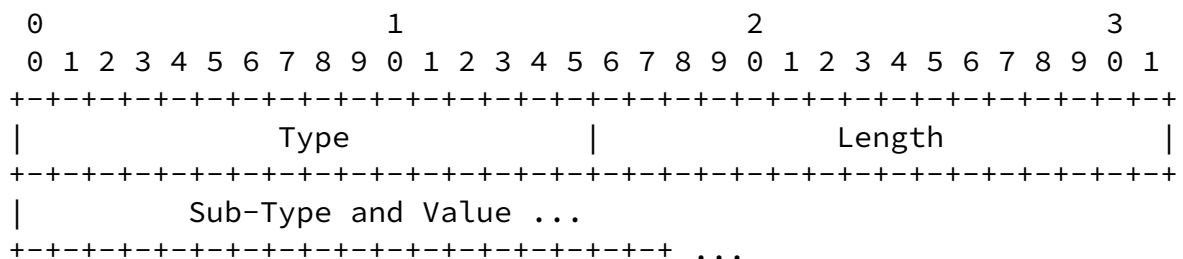 0                   1                   2                   3
 0 1 2 3 4 5 6 7 8 9 0 1 2 3 4 5 6 7 8 9 0 1 2 3 4 5 6 7 8 9 0 1
+-+-+-+-+-+-+-+-+-+-+-+-+-+-+-+-+-+-+-+-+-+-+-+-+-+-+-+-+-+-+-+-+
|              Type             |             Length            |
+-+-+-+-+-+-+-+-+-+-+-+-+-+-+-+-+-+-+-+-+-+-+-+-+-+-+-+-+-+-+-+-+
|         Sub-Type and Value ...
+-+-+-+-+-+-+-+-+-+-+-+-+-+-+-+-+-+-+ ...